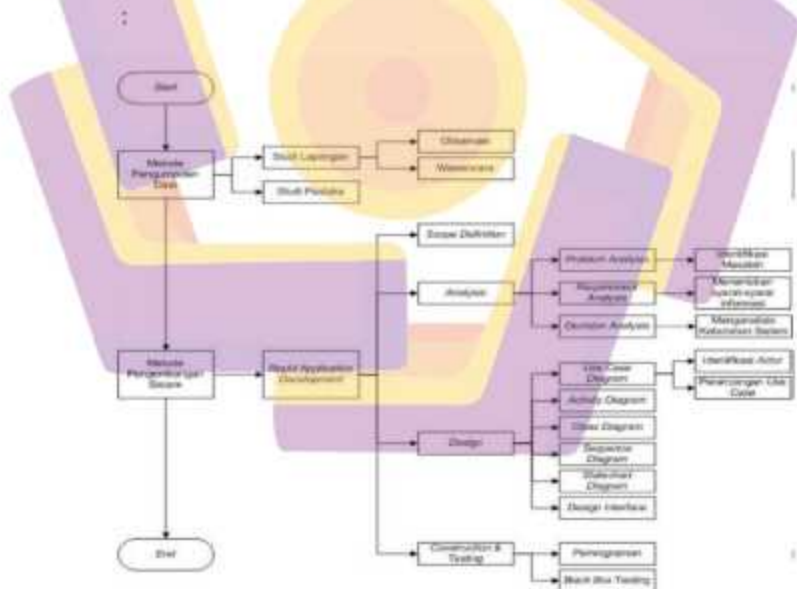 :
Start
Metode
Pengumpulan
Data
Studi Lapangan
Observasi
Wawancara
Studi Pustaka
Scope Definition
Analysis
Problem Analysis
Identifikasi
Masalah
Requirement
Analysis
Menentukan
syarat-syarat
informasi
Decision Analysis
Menganalisis
Kebutuhan Sistem
Metode
Pengembangan
Rapid Application
Development
Use Case
Diagram
Identifikasi Actor
Perancangan Use
Case
Activity Diagram
Class Diagram
Design
Sequence
Diagram
Statechart
Diagram
Design Interface
End
Construction &
Testing
Pemrograman
Black Box Testing